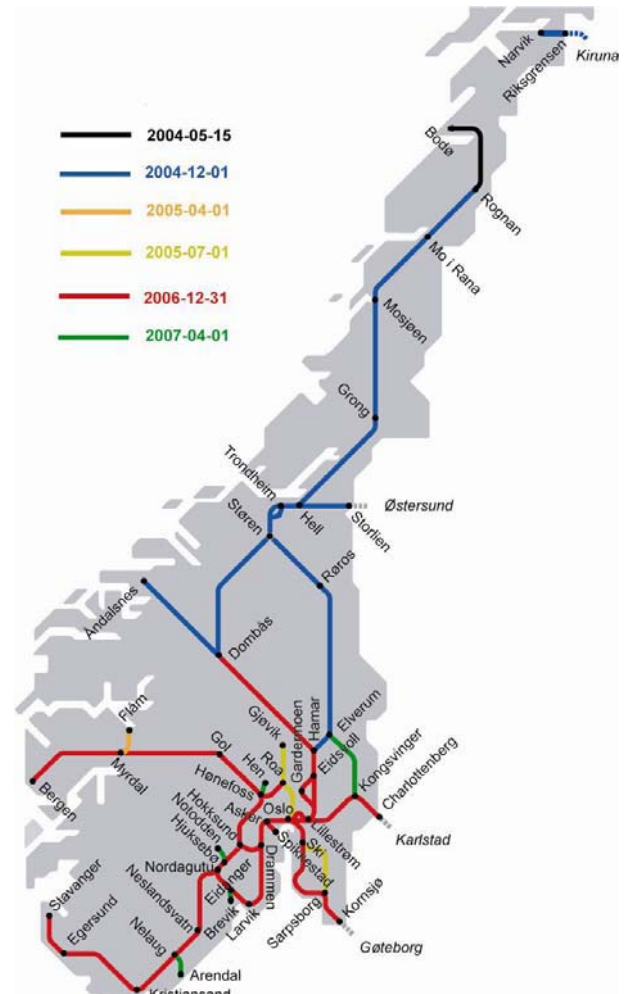 Narvik
Riksgrensen
Kiruna
2004-05-15
2004-12-01
2005-04-01
2005-07-01
2006-12-31
2007-04-01
Bodø
Rognan
Mo i Rana
Mosjøen
Grong
Trondheim
Hell
Storlien
Østersund
Støren
Røros
Åndalsnes
Dombås
Flåm
Myrdal
Bergen
Gol
Gjøvik
Gardermoen
Hamar
Elverum
Eidsvoll
Roa
Hen
Hønefoss
Kongsvinger
Charlottenberg
Karlstad
Hokksund
Asker
Oslo
Lillestrøm
Notodden
Hjuksebø
Nordagutu
Spikkestad
Ski
Drammen
Eidanger
Brevik
Larvik
Sarpsborg
Kornsjø
Gøteborg
Slavanger
Egersund
Neslandsvatn
Nelaug
Arendal
Kristiansand